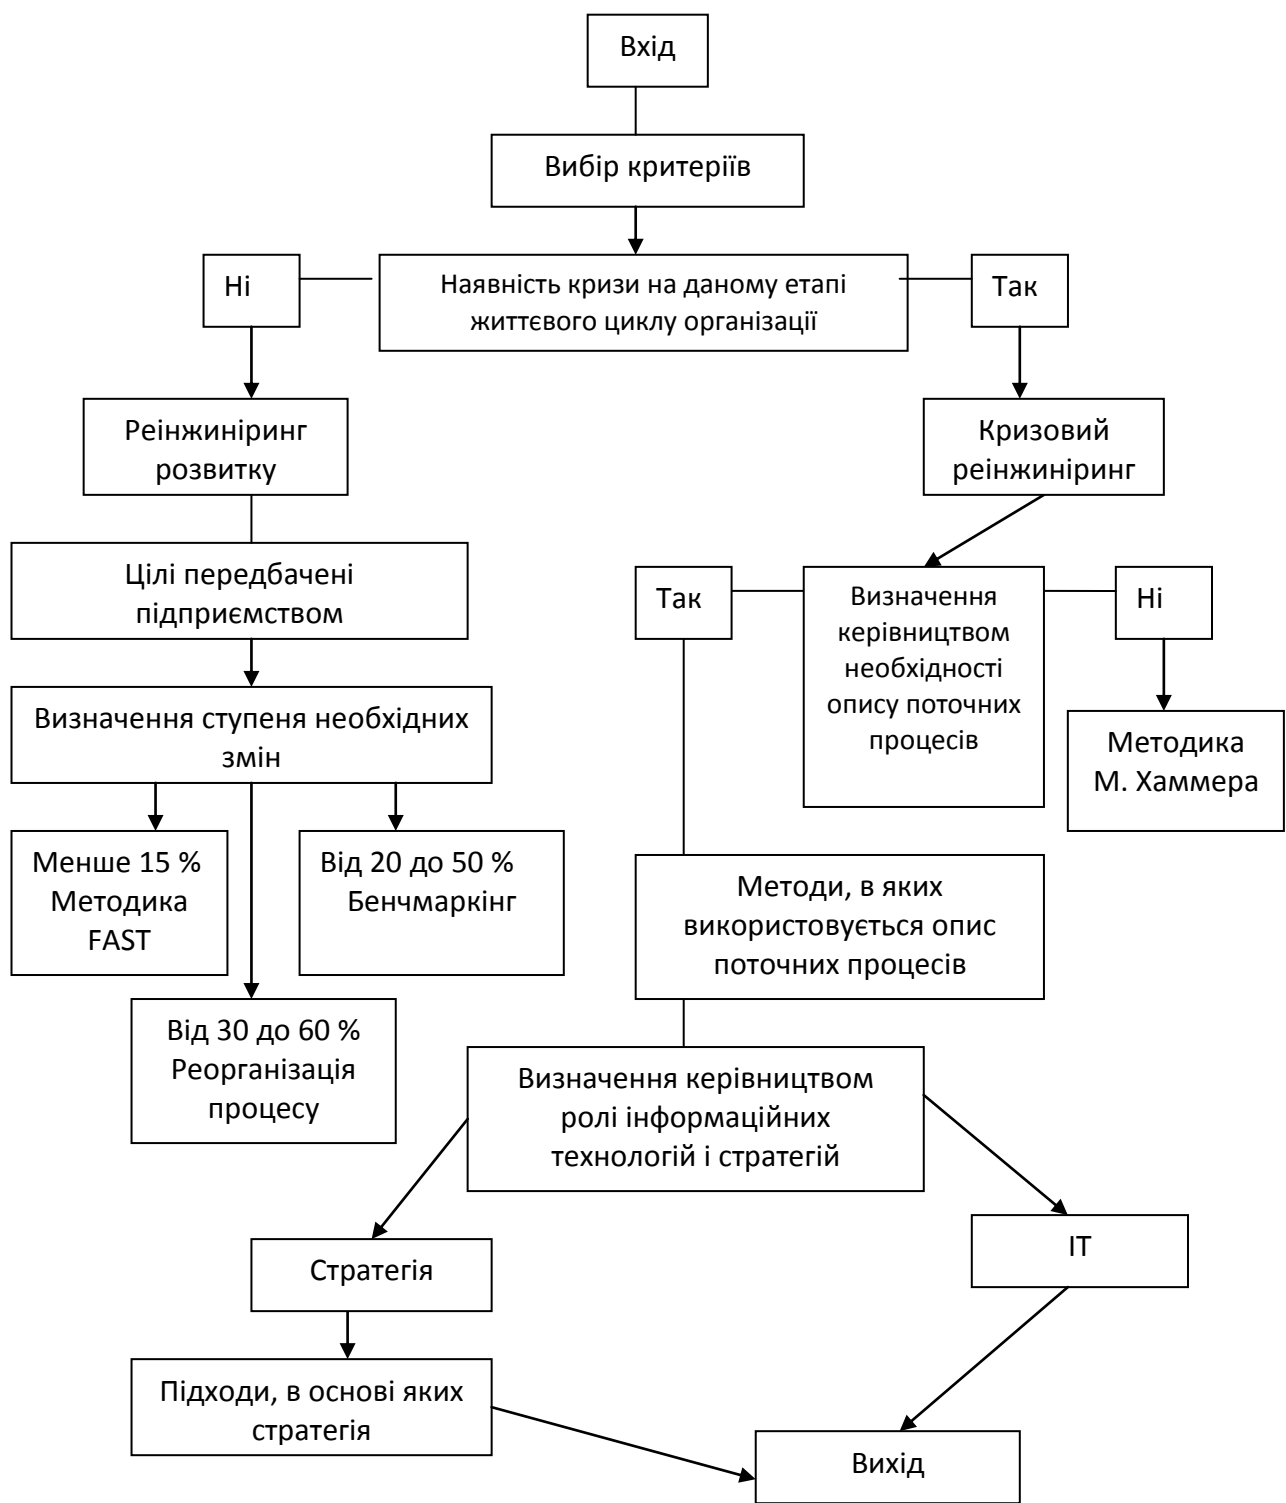 Вхід
Вибір критеріїв
Ні
Наявність кризи на даному етапі
життєвого циклу організації
Так
Реінжиніринг
розвитку
Кризовий
реінжиніринг
Цілі передбачені
підприємством
Так
Визначення
керівництвом
необхідності
опису поточних
процесів
Ні
Визначення ступеня необхідних
змін
Методика
М. Хаммера
Менше 15 %
Методика
FAST
Від 20 до 50 %
Бенчмаркінг
Методи, в яких
використовується опис
поточних процесів
Від 30 до 60 %
Реорганізація
процесу
Визначення керівництвом
ролі інформаційних
технологій і стратегій
Стратегія
ІТ
Підходи, в основі яких
стратегія
Вихід